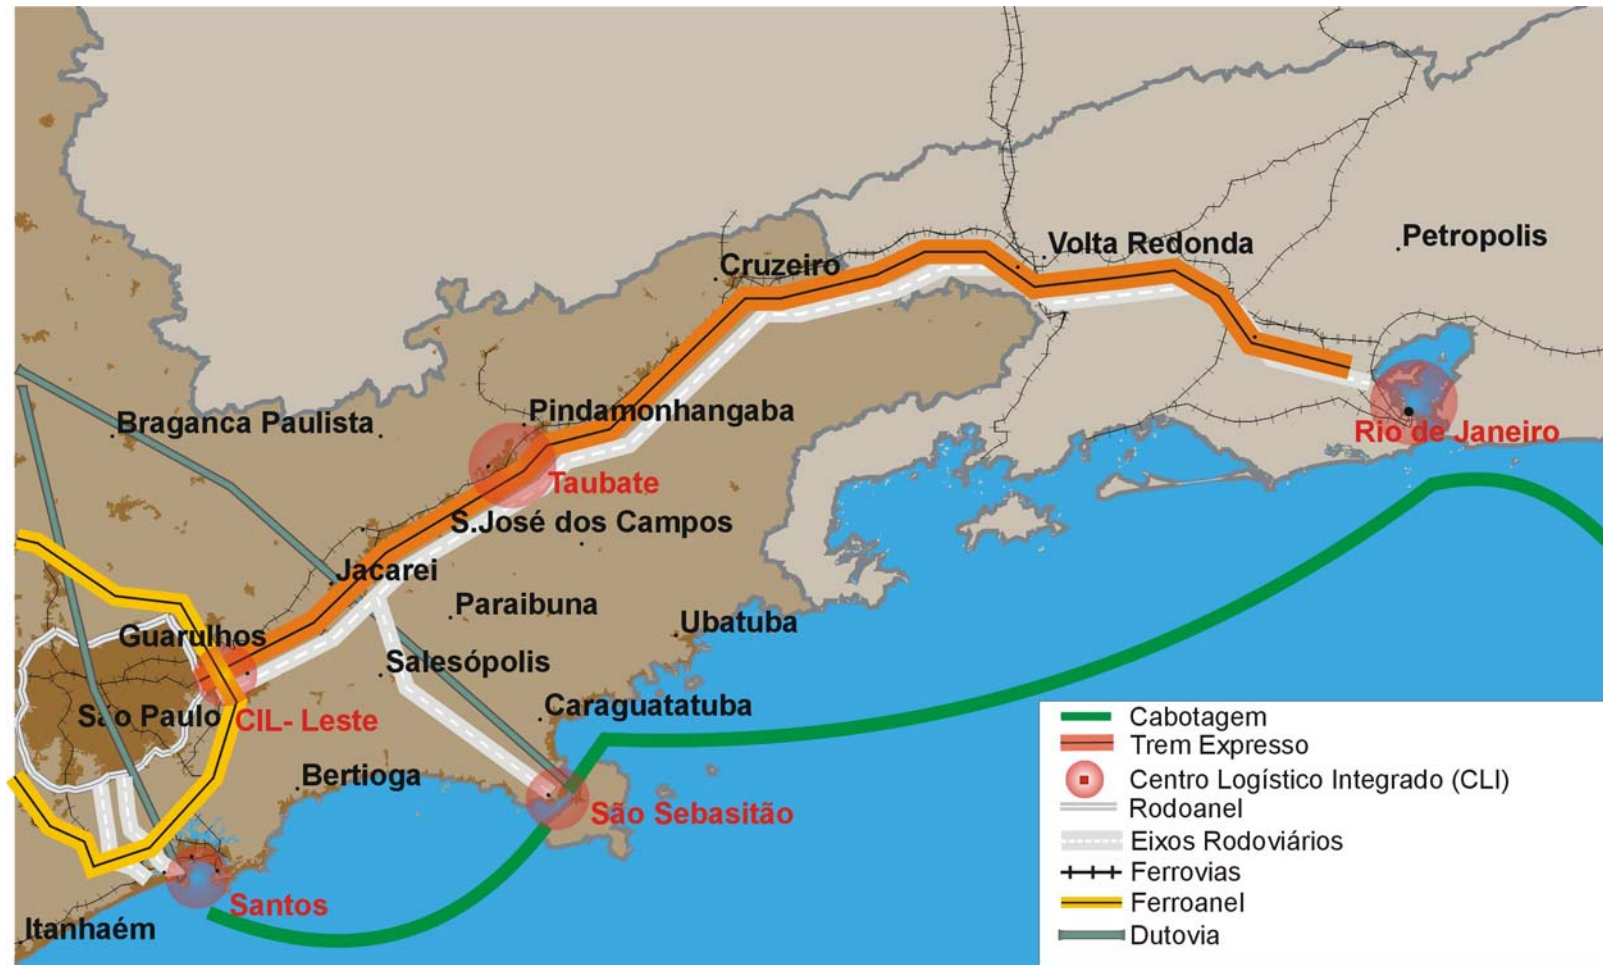 Petropolis
Volta Redonda
Cruzeiro
Pindamonhangaba
Braganca Paulista
Rio de Janeiro
Taubate
S.José dos Campos
Jacarei
Paraibuna
Ubatuba
Guarulhos
Salesópolis
Caraguatatuba
São Paulo
CIL- Leste
Bertioga
São Sebasitão
Santos
Itanhaém
Cabotagem
Trem Expresso
Centro Logístico Integrado (CLI)
Rodoanel
Eixos Rodoviários
Ferrovias
Ferroanel
Dutovia